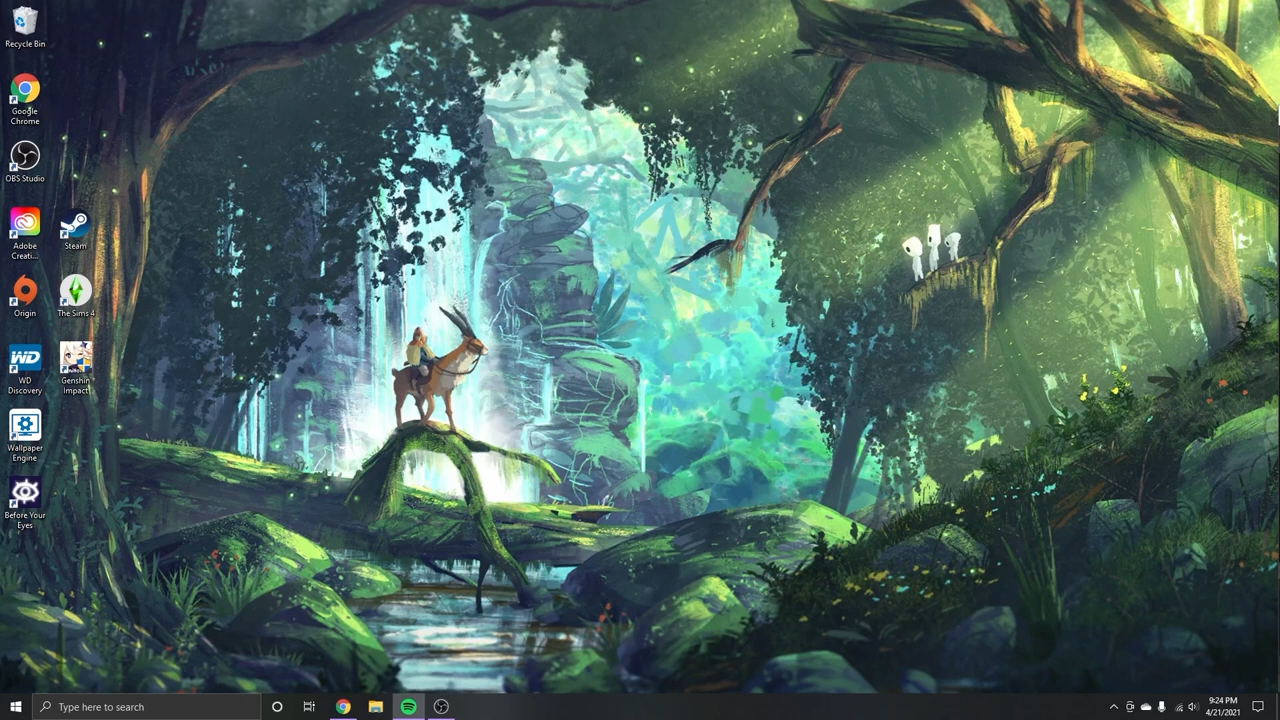 Recycle Bin
Google
Chrome
OBS Studio
Adobe
Creati...
Steam
Origin
The Sims 4
WD
WD
Discovery
Genshin
Impact
Wallpaper
Engine
Before Your
Eyes
Type here to search
9:24 PM
4/21/2021